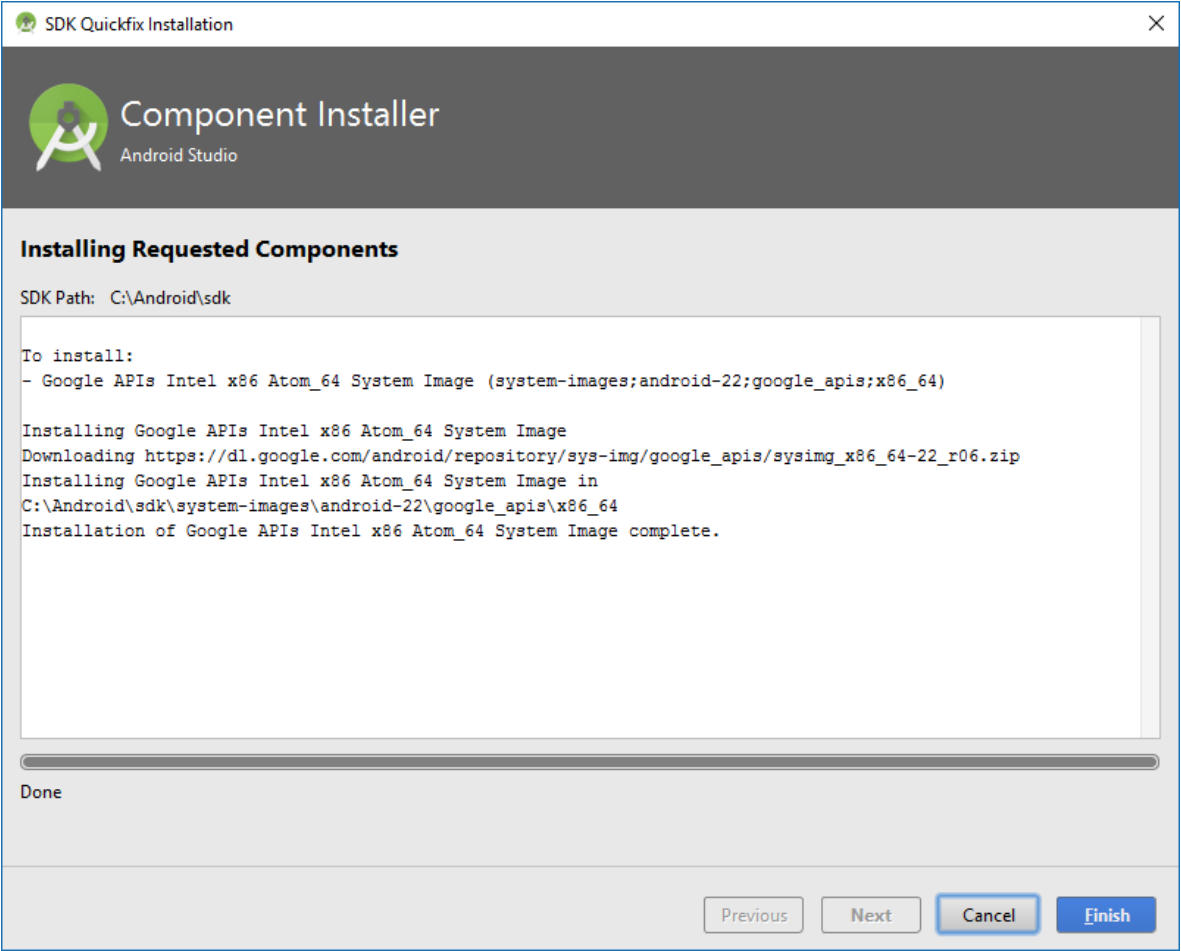 SDK Quickfix Installation
Component Installer
Android Studio
Installing Requested Components
SDK Path: C:\Android\sdk
To install:
- Google APIs Intel x86 Atom_64 System Image (system-images;android-22;google_apis;x86_64)
Installing Google APIs Intel x86 Atom_64 System Image
Downloading https://dl.google.com/android/repository/sys-img/google_apis/sysimg_x86_64-22_r06.zip
Installing Google APIs Intel x86 Atom_64 System Image in
C:\Android\sdk\system-images\android-22\google_apis\x86_64
Installation of Google APIs Intel x86 Atom_64 System Image complete.
Done
Previous Next Cancel Finish